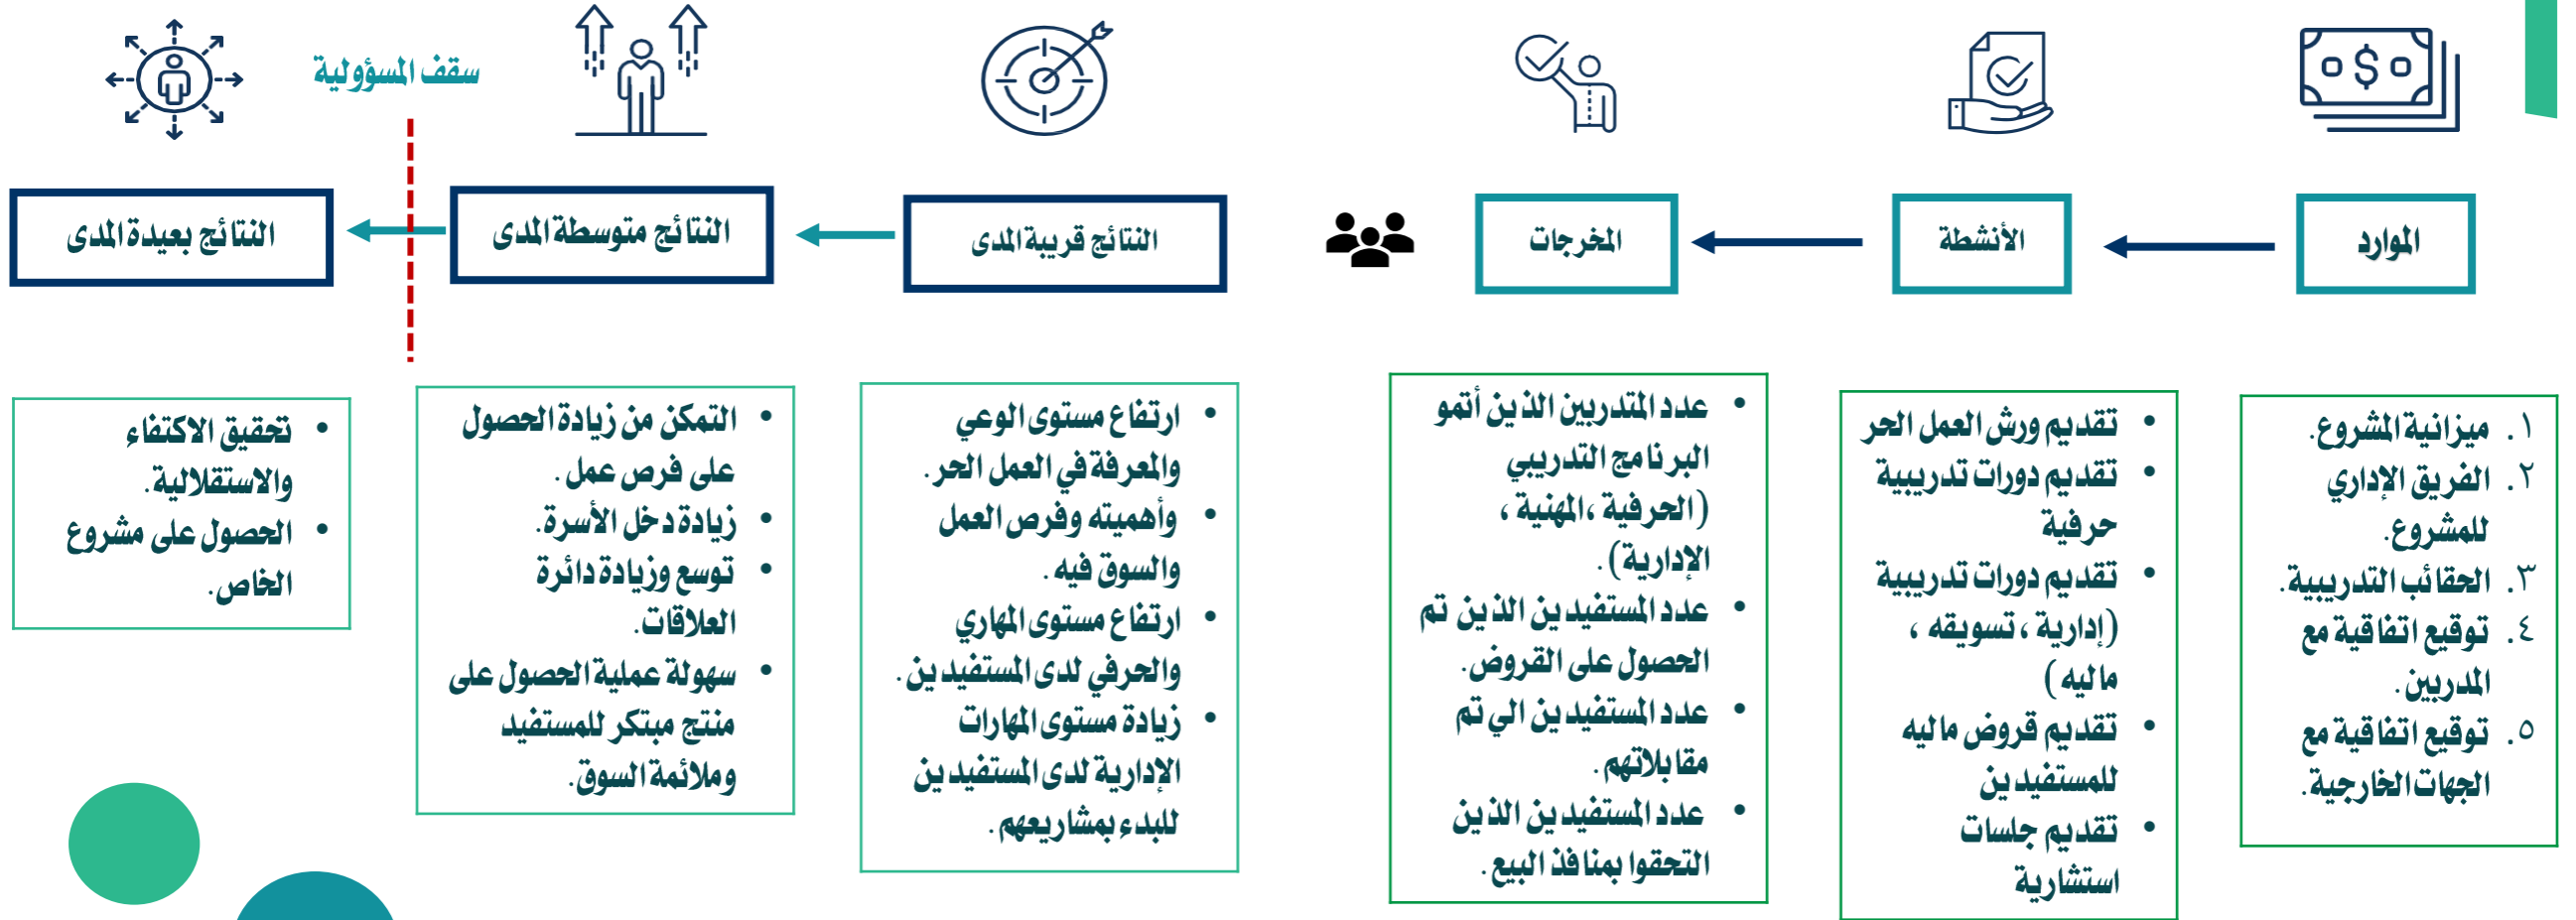 سقف المسؤولية
الموارد
الأنشطة
المخرجات
النتائج قريبة المدى
النتائج متوسطة المدى
النتائج بعيدة المدى
١. ميزانية المشروع.
٢. الفريق الإداري
للمشروع.
٣. الحقائب التدريبية.
٤. توقيع اتفاقية مع
المدربين.
٥. توقيع اتفاقية مع
الجهات الخارجية.
• تقديم ورش العمل الحر
• تقديم دورات تدريبية
حرفية
• تقديم دورات تدريبية
(إدارية ، تسويقه ،
ماليه )
• تقديم قروض ماليه
للمستفيدين
• تقديم جلسات
استشارية
• عدد المتدربين الذين أتمو
البرنامج التدريبي
(الحرفية ،المهنية ،
الإدارية).
• عدد المستفيدين الذين تم
الحصول على القروض.
• عدد المستفيدين الي تم
مقابلاتهم.
• عدد المستفيدين الذين
التحقوا بمنافذ البيع.
• ارتفاع مستوى الوعي
والمعرفة في العمل الحر.
• وأهميته وفرص العمل
والسوق فيه.
• ارتفاع مستوى المهاري
والحرفي لدى المستفيدين.
• زيادة مستوى المهارات
الإدارية لدى المستفيدين
للبدء بمشاريعهم.
• التمكن من زيادة الحصول
على فرص عمل.
• زيادة دخل الأسرة.
• توسع وزيادة دائرة
العلاقات.
• سهولة عملية الحصول على
منتج مبتكر للمستفيد
وملائمة السوق.
• تحقيق الاكتفاء
والاستقلالية.
• الحصول على مشروع
الخاص.